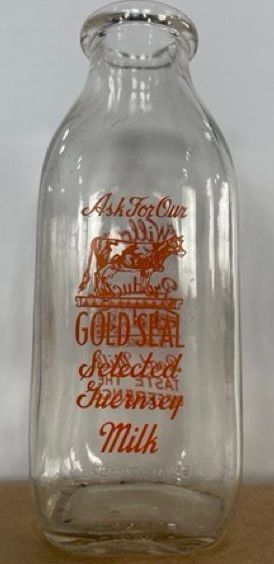 Ask For Our
GOLD SEAL
Selected
Guernsey
Milk